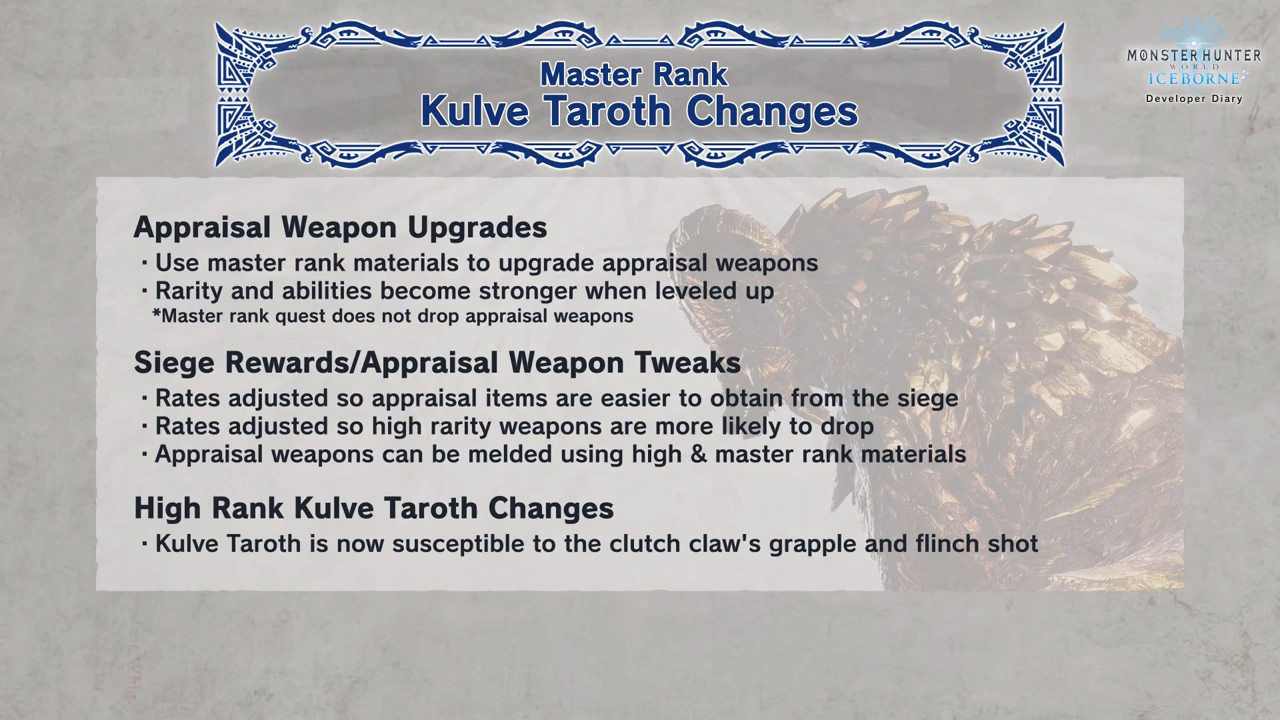 Master Rank
Kulve Taroth Changes
MONSTER HUNTER
WORLD
ICEBORNE
Developer Diary
Appraisal Weapon Upgrades
・Use master rank materials to upgrade appraisal weapons
・Rarity and abilities become stronger when leveled up
*Master rank quest does not drop appraisal weapons
Siege Rewards/Appraisal Weapon Tweaks
・Rates adjusted so appraisal items are easier to obtain from the siege
・Rates adjusted so high rarity weapons are more likely to drop
・Appraisal weapons can be melded using high & master rank materials
High Rank Kulve Taroth Changes
・Kulve Taroth is now susceptible to the clutch claw's grapple and flinch shot